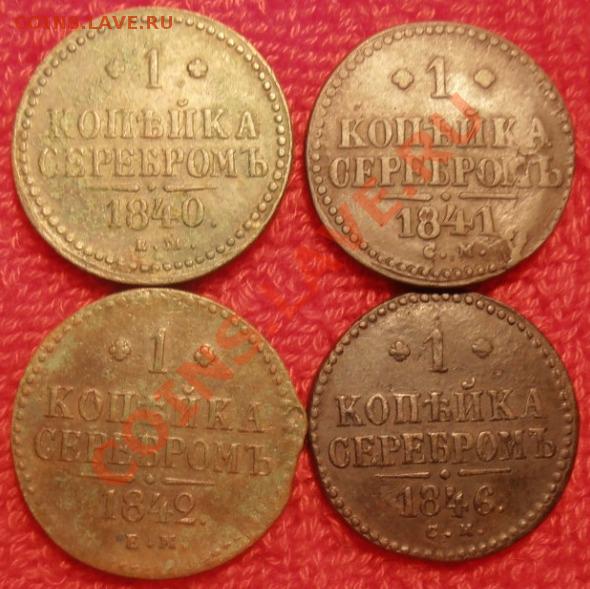 COINS.LAVE.RU
1
КОПѢЙКА
СЕРЕБРОМЪ
1840.
Е.М.
1
КОПѢЙКА
СЕРЕБРОМЪ
1841
С.М.
1
КОПѢЙКА
СЕРЕБРОМЪ
1842.
Е.М.
1
КОПѢЙКА
СЕРЕБРОМЪ
1846.
С.М.
COINS.LAVE.RU